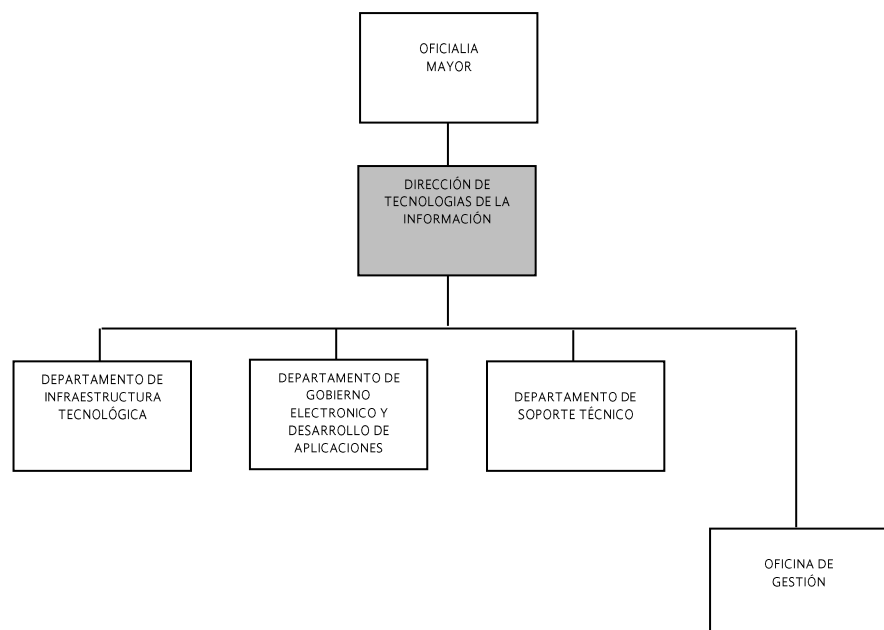 OFICIALIA
MAYOR
DIRECCIÓN DE
TECNOLOGIAS DE LA
INFORMACIÓN
DEPARTAMENTO DE
INFRAESTRUCTURA
TECNOLÓGICA
DEPARTAMENTO DE
GOBIERNO
ELECTRONICO Y
DESARROLLO DE
APLICACIONES
DEPARTAMENTO DE
SOPORTE TÉCNICO
OFICINA DE
GESTIÓN